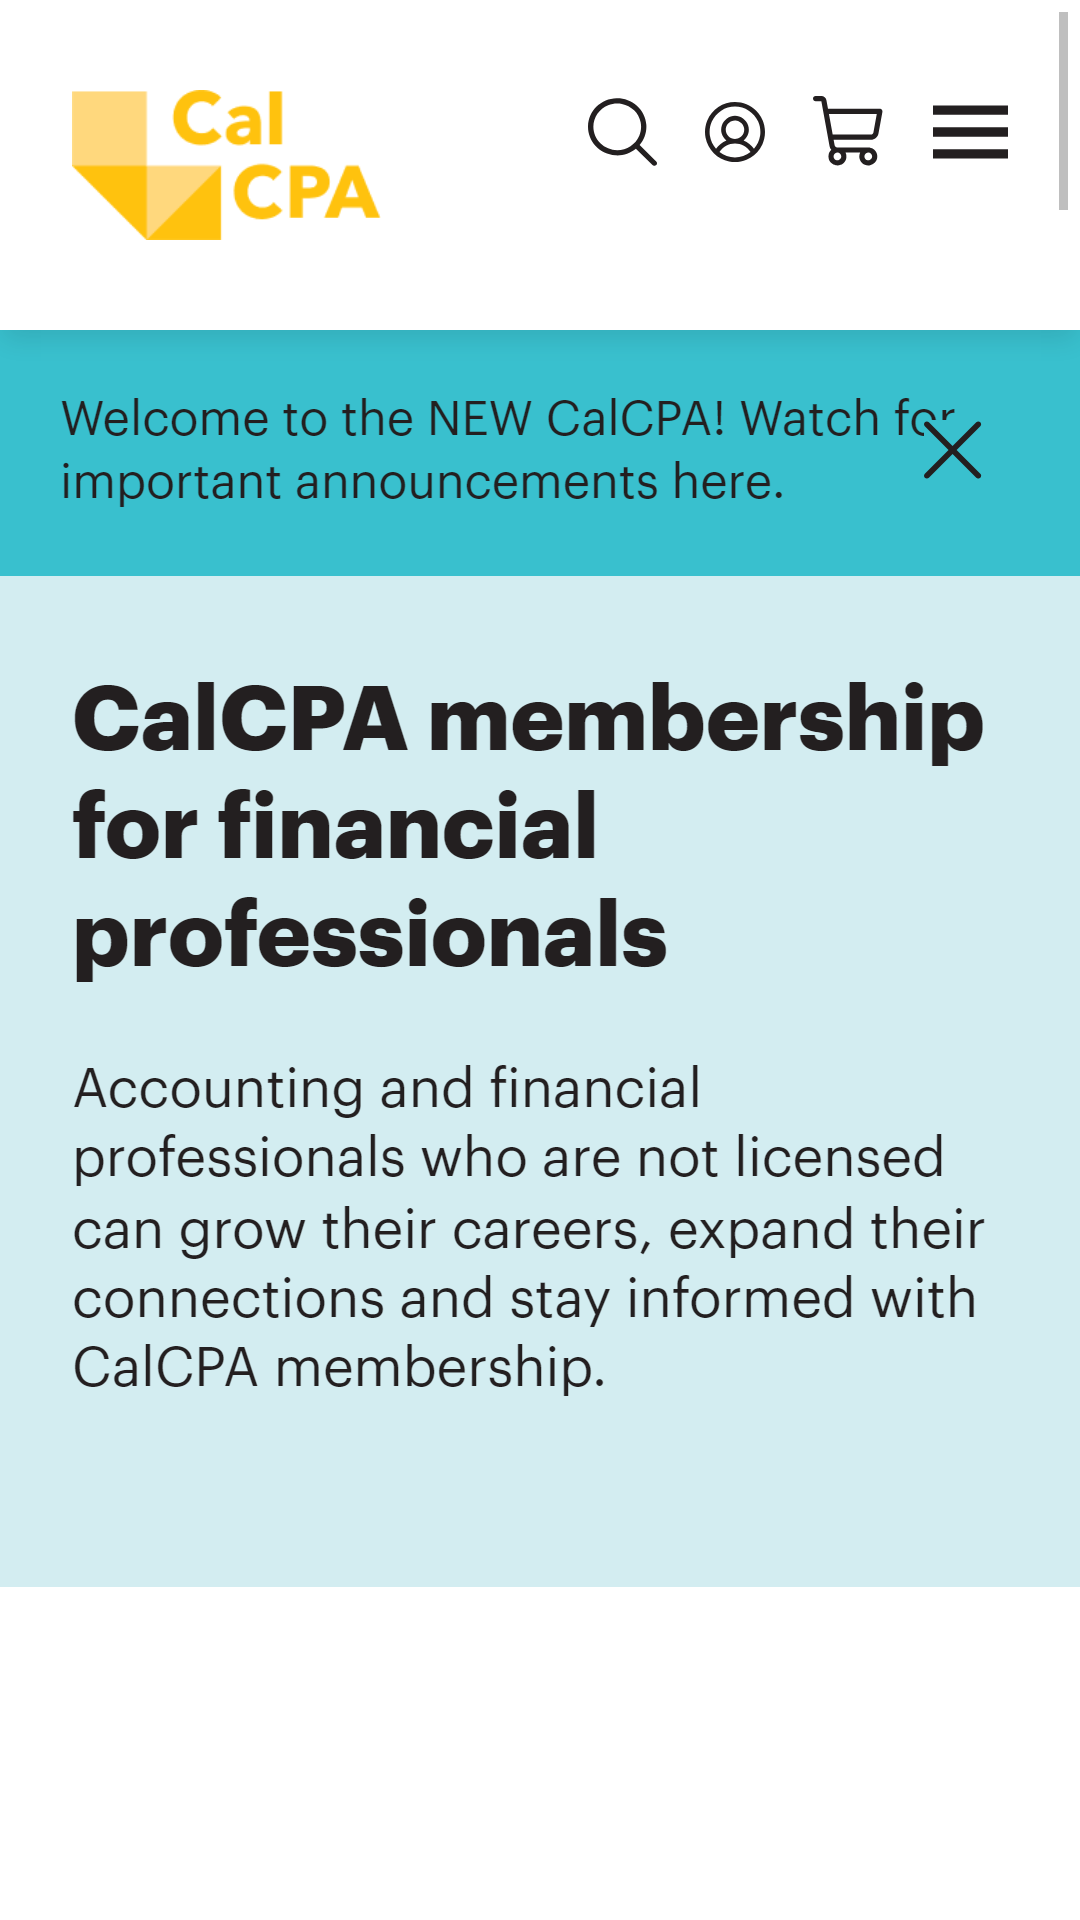 Cal
CPA
Welcome to the NEW CalCPA! Watch for
important announcements here.
CalCPA membership
for financial
professionals
Accounting and financial
professionals who are not licensed
can grow their careers, expand their
connections and stay informed with
CalCPA membership.